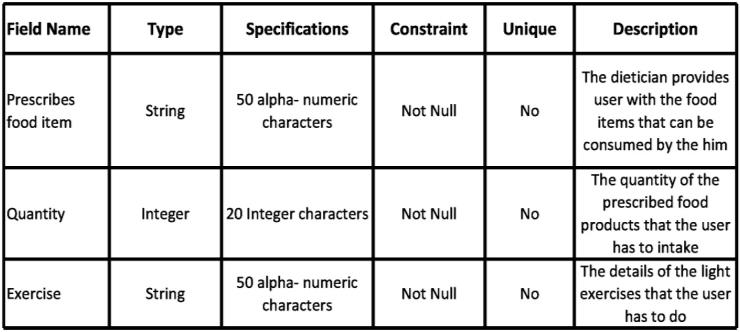 Field Name Type Specifications Constraint Unique Description
Prescribes
food item
String
50 alpha- numeric
characters
Not Null
No
The dietician provides
user with the food
items that can be
consumed by the him
Quantity
Integer
20 Integer characters
Not Null
No
The quantity of the
prescribed food
products that the user
has to intake
Exercise
String
50 alpha- numeric
characters
Not Null
No
The details of the light
exercises that the user
has to do